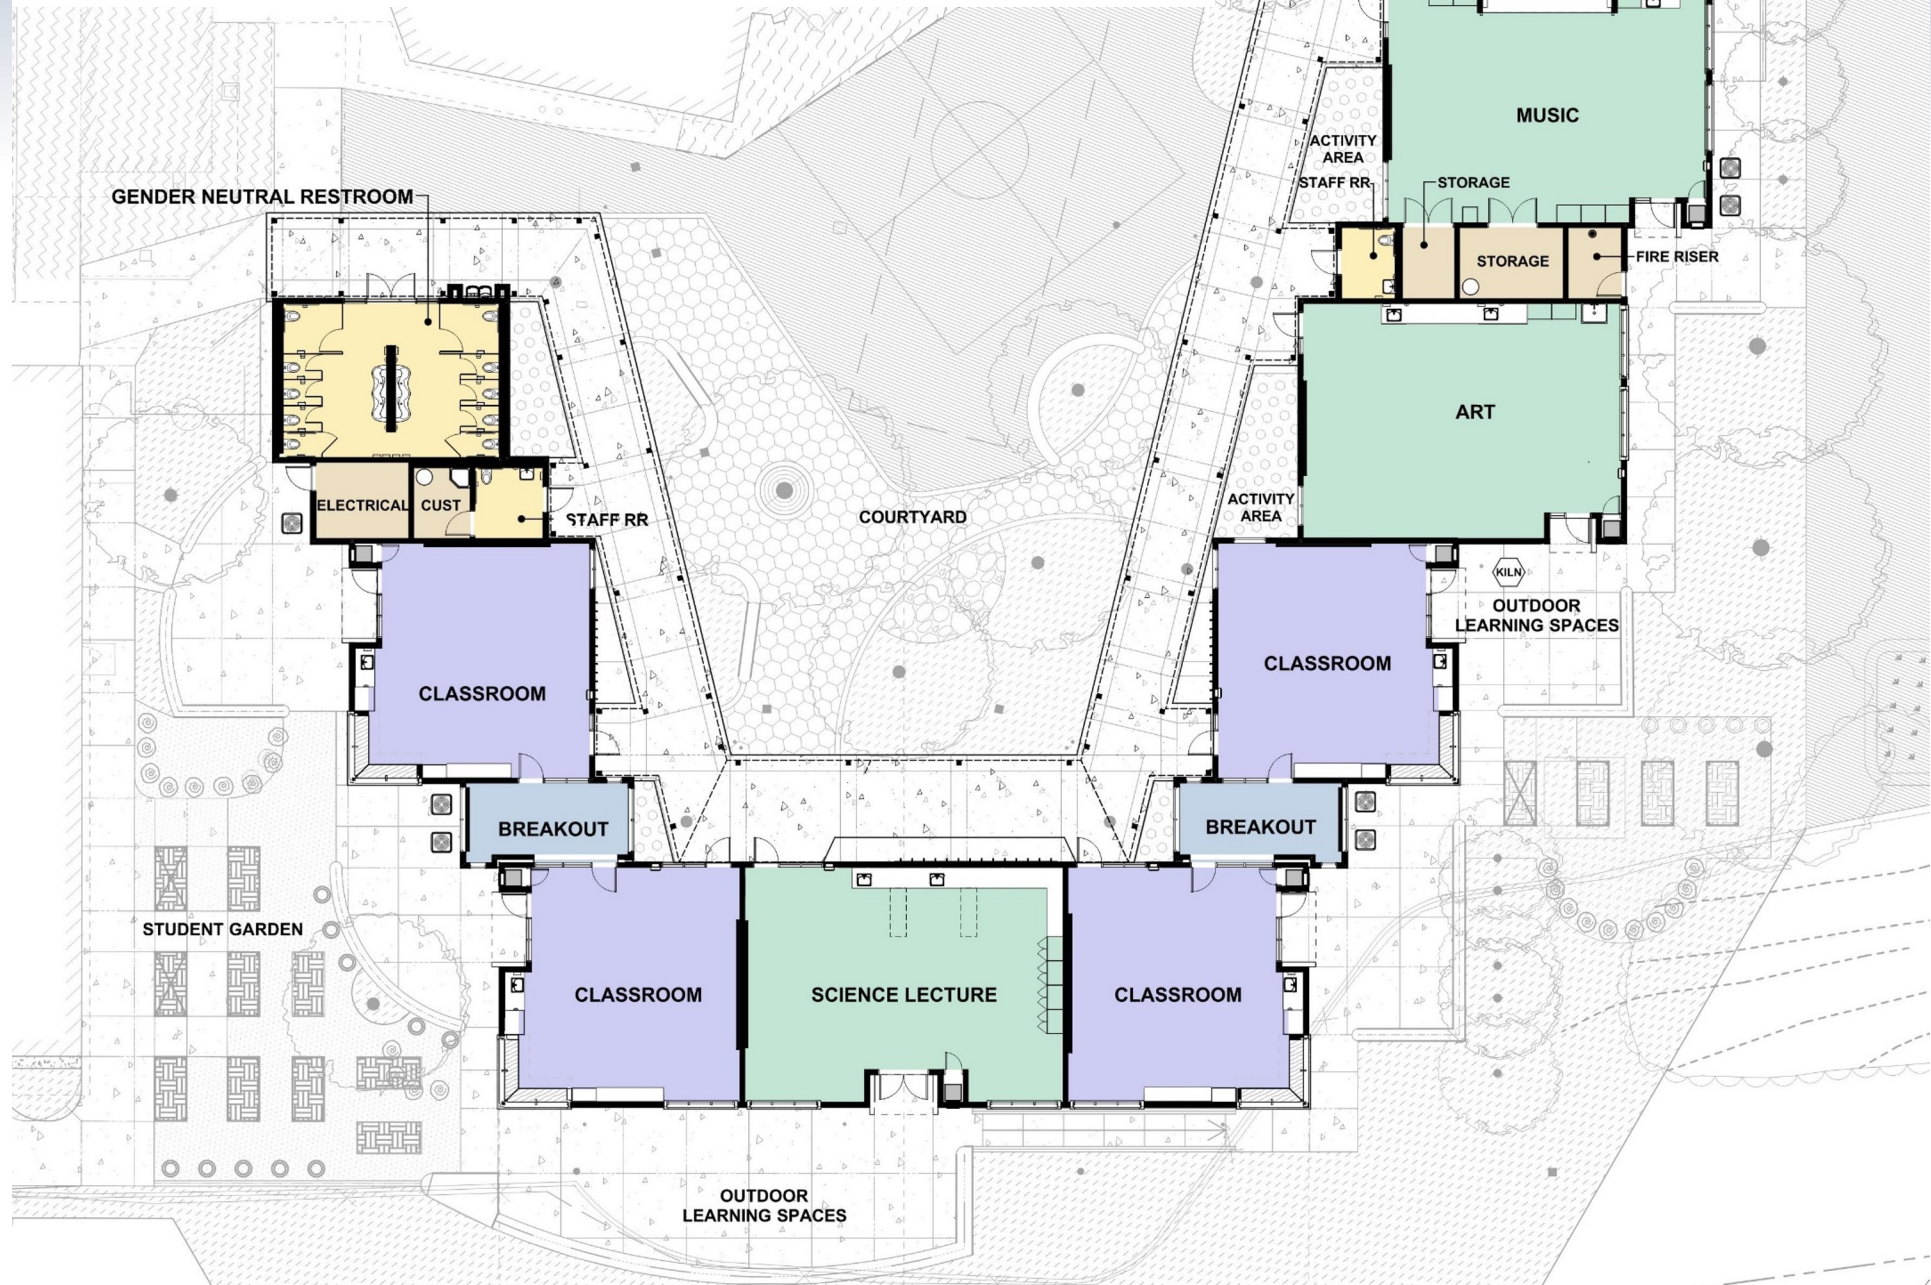 MUSIC
ACTIVITY
AREA
STAFF RR
STORAGE
GENDER NEUTRAL RESTROOM
STORAGE
FIRE RISER
ART
ELECTRICAL
CUST
STAFF RR
COURTYARD
ACTIVITY
AREA
KILN
OUTDOOR
LEARNING SPACES
CLASSROOM
CLASSROOM
BREAKOUT
BREAKOUT
STUDENT GARDEN
CLASSROOM
SCIENCE LECTURE
CLASSROOM
OUTDOOR
LEARNING SPACES